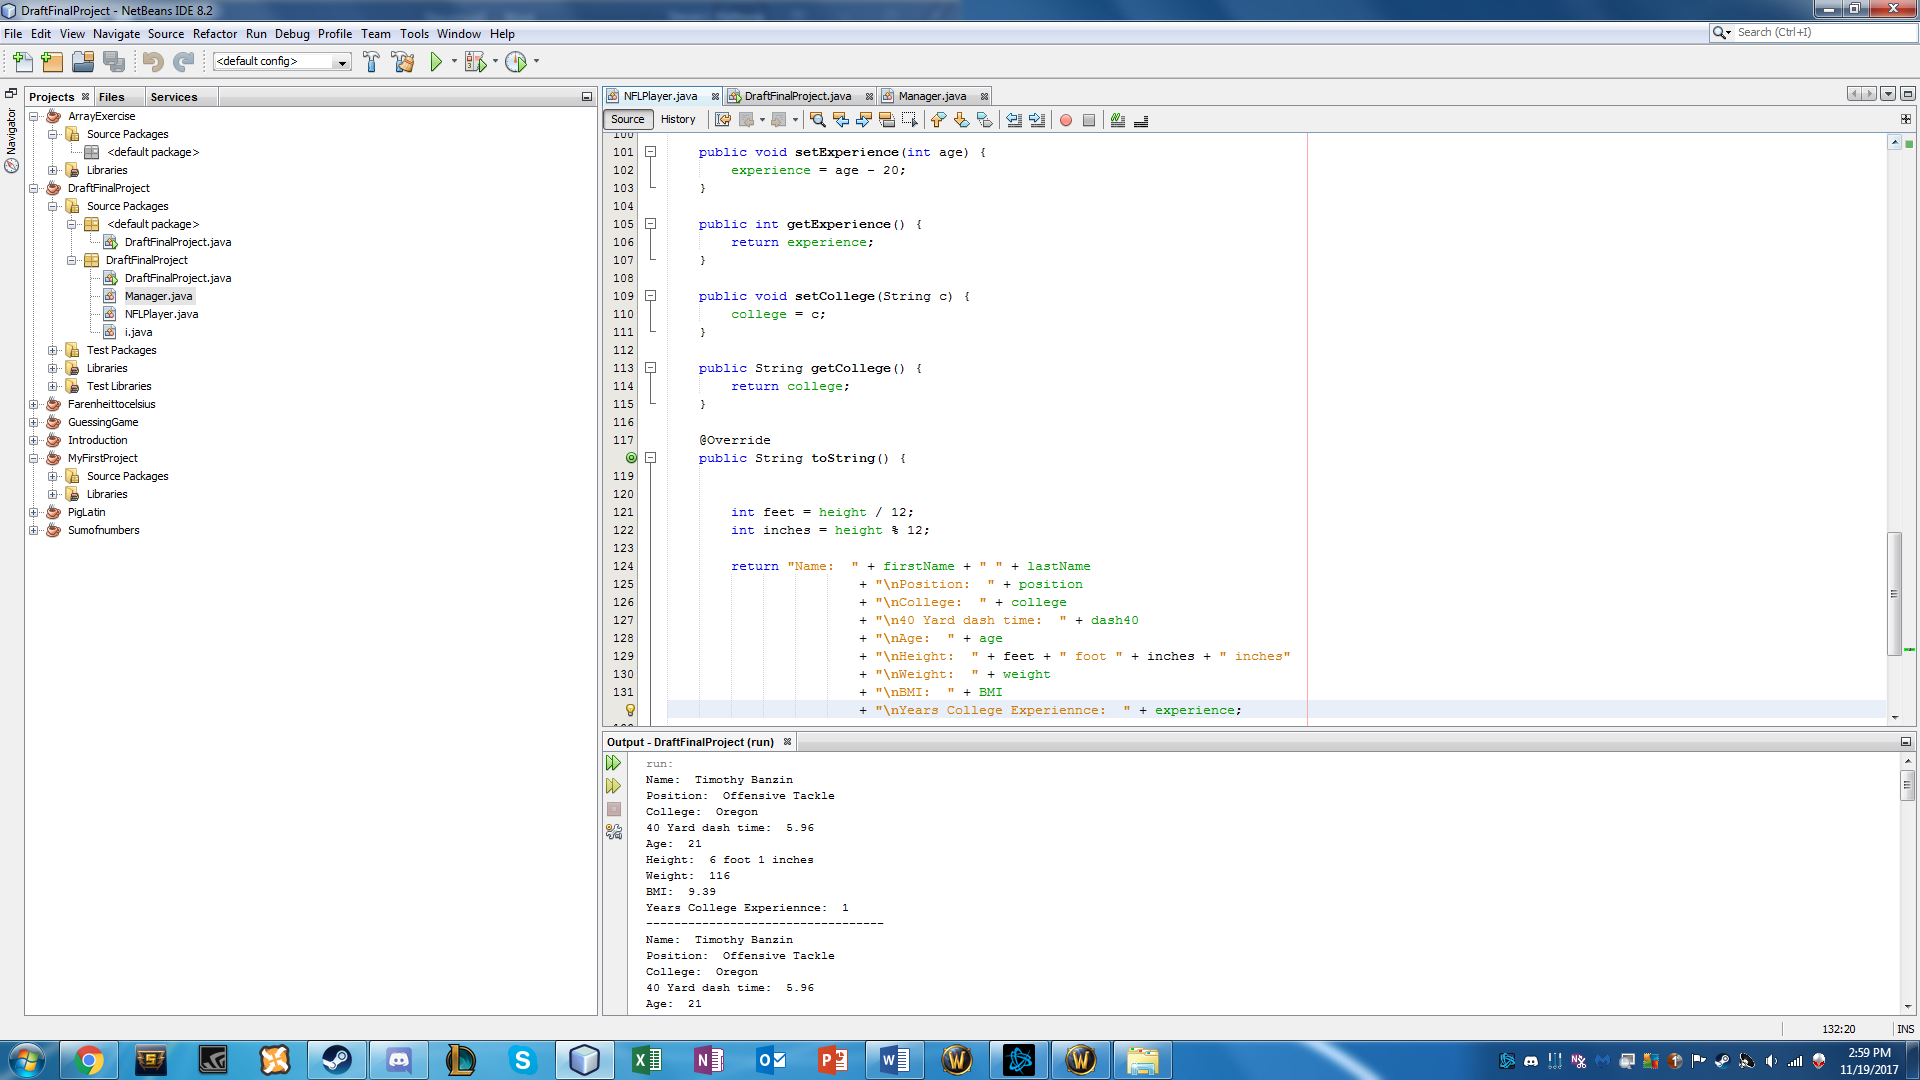 DraftFinalProject - NetBeans IDE 8.2
File Edit View Navigate Source Refactor Run Debug Profile Team Tools Window Help
Search (Ctrl+I)
<default config>
Navigator
Projects Files Services
ArrayExercise
Source Packages
<default package>
Libraries
DraftFinalProject
Source Packages
<default package>
DraftFinalProject.java
DraftFinalProject
DraftFinalProject.java
Manager.java
NFLPlayer.java
i.java
Test Packages
Libraries
Test Libraries
Farenheittocelsius
GuessingGame
Introduction
MyFirstProject
Source Packages
Libraries
PigLatin
Sumofnumbers
NFLPlayer.java DraftFinalProject.java Manager.java
Source History
100
101 public void setExperience(int age) {
102 experience = age - 20;
103 }
104
105 public int getExperience() {
106 return experience;
107 }
108
109 public void setCollege(String c) {
110 college = c;
111 }
112
113 public String getCollege() {
114 return college;
115 }
116
117 @Override
public String toString() {
119
120
121 int feet = height / 12;
122 int inches = height % 12;
123
124 return "Name:  " + firstName + " " + lastName
125 + "\nPosition:  " + position
126 + "\nCollege:  " + college
127 + "\n40 Yard dash time:  " + dash40
128 + "\nAge:  " + age
129 + "\nHeight:  " + feet + " foot " + inches + " inches"
130 + "\nWeight:  " + weight
131 + "\nBMI:  " + BMI
+ "\nYears College Experiennce:  " + experience;
Output - DraftFinalProject (run)
run:
Name:  Timothy Banzin
Position:  Offensive Tackle
College:  Oregon
40 Yard dash time:  5.96
Age:  21
Height:  6 foot 1 inches
Weight:  116
BMI:  9.39
Years College Experiennce:  1
----------------------------------
Name:  Timothy Banzin
Position:  Offensive Tackle
College:  Oregon
40 Yard dash time:  5.96
Age:  21
132:20 INS
2:59 PM
11/19/2017